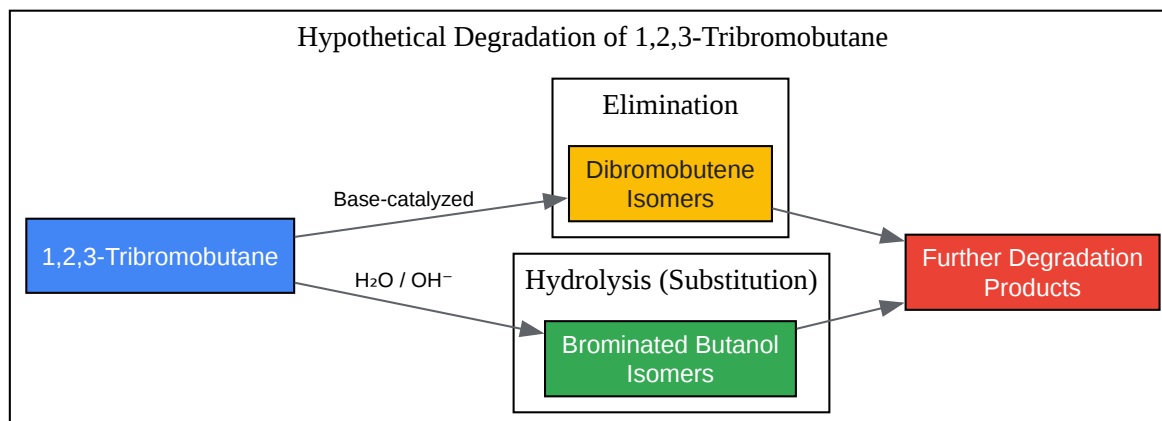 Hypothetical Degradation of 1,2,3-Tribromobutane
Elimination
Dibromobutene
Isomers
Base-catalyzed
1,2,3-Tribromobutane
H₂O / OH⁻
Hydrolysis (Substitution)
Brominated Butanol
Isomers
Further Degradation
Products